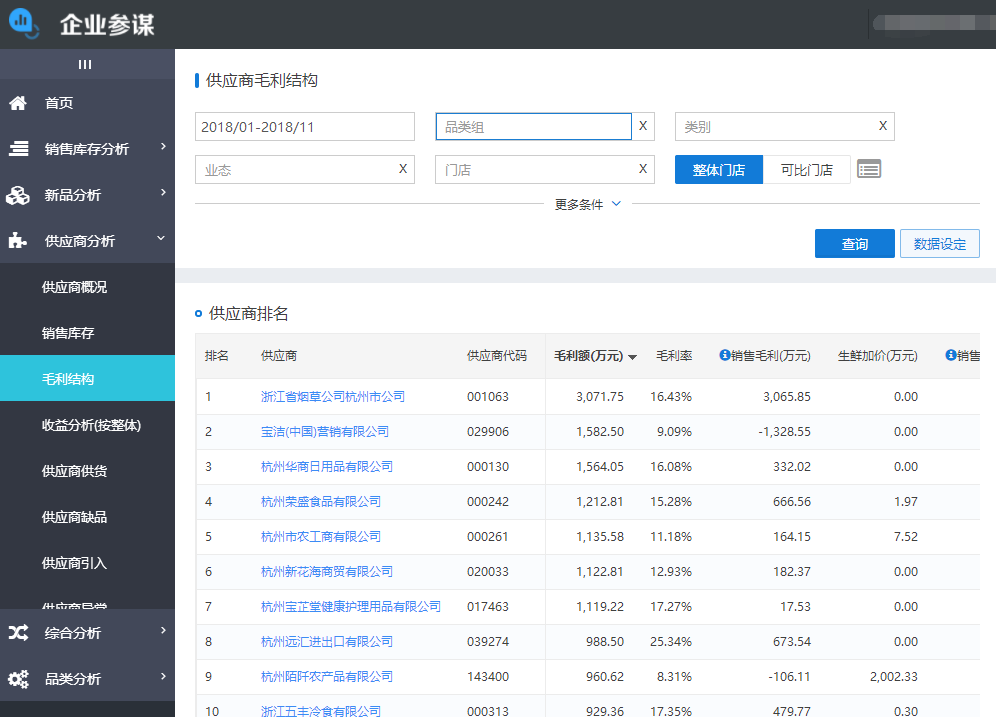 企业参谋
首页
销售库存分析
新品分析
供应商分析
供应商概况
销售库存
毛利结构
收益分析(按整体)
供应商供货
供应商缺品
供应商引入
综合分析
品类分析
供应商毛利结构
2018/01-2018/11 品类组 X 类别 X
业态 X 门店 X 整体门店 可比门店
更多条件
查询 数据设定
供应商排名
排名 供应商 供应商代码 毛利额(万元) 毛利率 销售毛利(万元) 生鲜加价(万元) 销售
1 浙江省烟草公司杭州市公司 001063 3,071.75 16.43% 3,065.85 0.00
2 宝洁(中国)营销有限公司 029906 1,582.50 9.09% -1,328.55 0.00
3 杭州华商日用品有限公司 000130 1,564.05 16.08% 332.02 0.00
4 杭州荣盛食品有限公司 000242 1,212.81 15.28% 666.56 1.97
5 杭州市农工商有限公司 000261 1,135.58 11.18% 164.15 7.52
6 杭州新花海商贸有限公司 020033 1,122.81 12.93% 182.37 0.00
7 杭州宝芷堂健康护理用品有限公司 017463 1,119.22 17.27% 17.53 0.00
8 杭州远汇进出口有限公司 039274 988.50 25.34% 673.54 0.00
9 杭州陌阡农产品有限公司 143400 960.62 8.31% -106.11 2,002.33
10 浙江五丰冷食有限公司 000313 929.36 17.35% 479.77 0.30